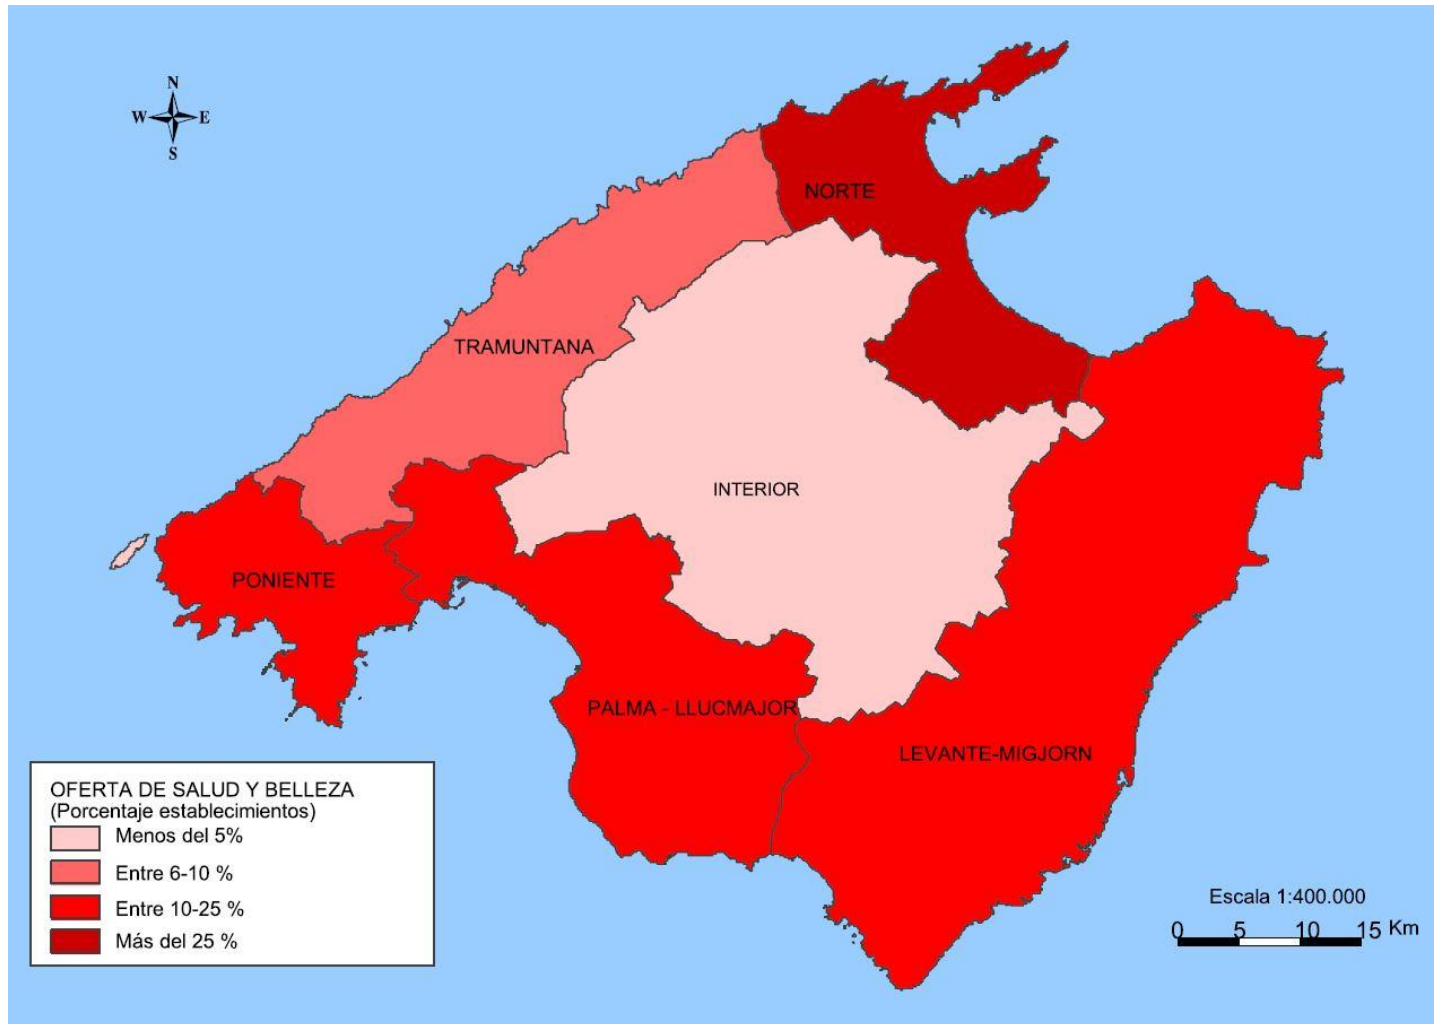 N
W E
S
NORTE
TRAMUNTANA
INTERIOR
PONIENTE
PALMA - LLUCMAJOR
LEVANTE-MIGJORN
OFERTA DE SALUD Y BELLEZA
(Porcentaje establecimientos)
Menos del 5%
Entre 6-10 %
Entre 10-25 %
Más del 25 %
Escala 1:400.000
0 5 10 15 Km